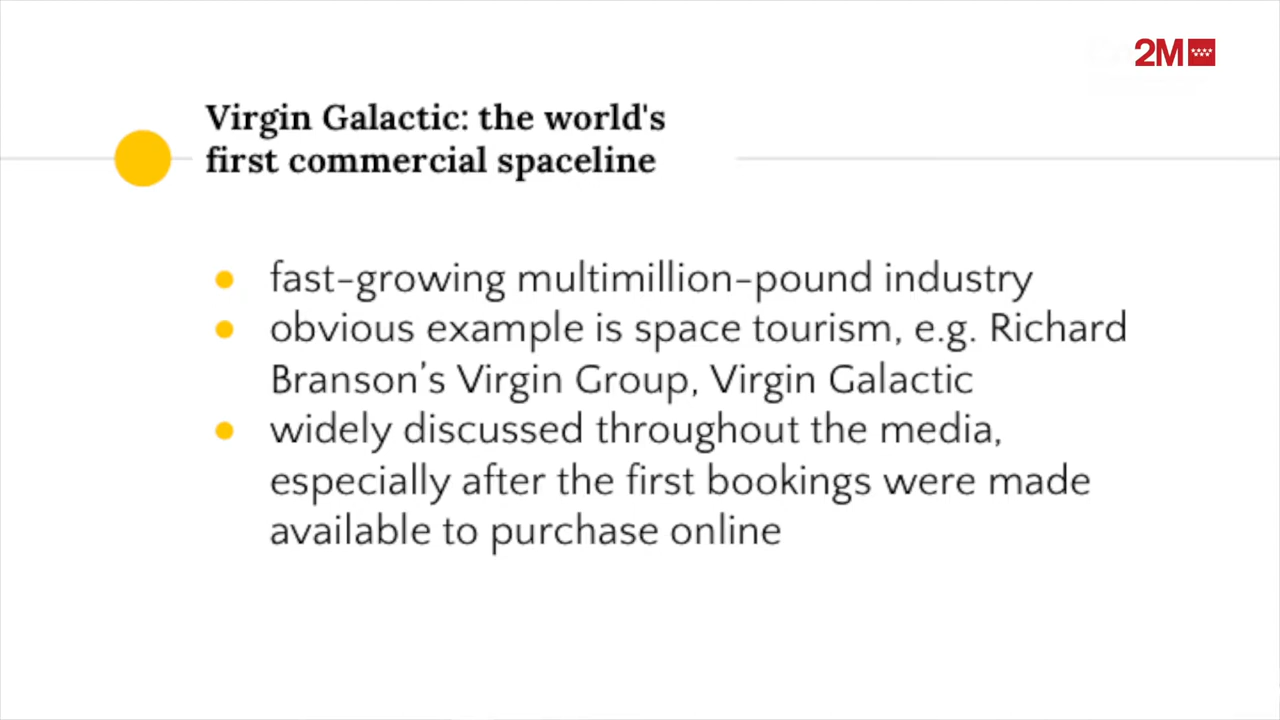 2M
Virgin Galactic: the world's
first commercial spaceline
fast-growing multimillion-pound industry
obvious example is space tourism, e.g. Richard
Branson’s Virgin Group, Virgin Galactic
widely discussed throughout the media,
especially after the first bookings were made
available to purchase online